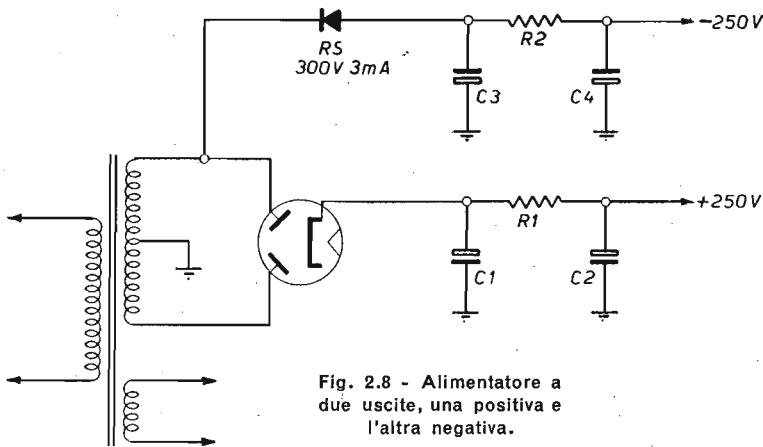 RS
300V 3mA
R2
-250V
C3
C4
R1
+250V
C1
C2
Fig. 2.8 - Alimentatore a
due uscite, una positiva e
l'altra negativa.